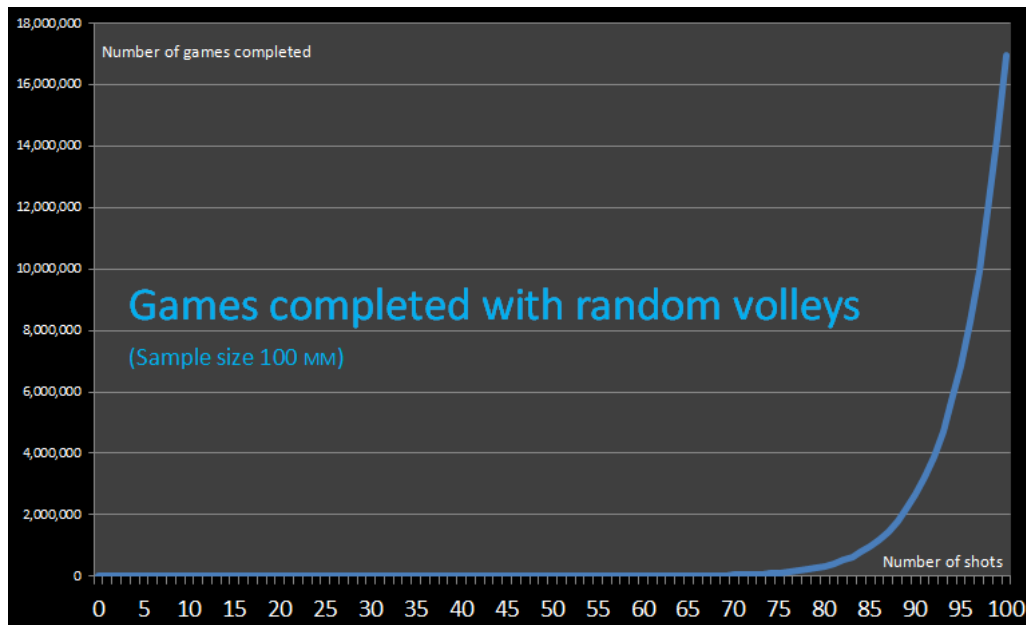 18,000,000
Number of games completed
16,000,000
14,000,000
12,000,000
10,000,000
Games completed with random volleys
8,000,000
(Sample size 100 MM)
6,000,000
4,000,000
2,000,000
Number of shots
0
0 5 10 15 20 25 30 35 40 45 50 55 60 65 70 75 80 85 90 95 100